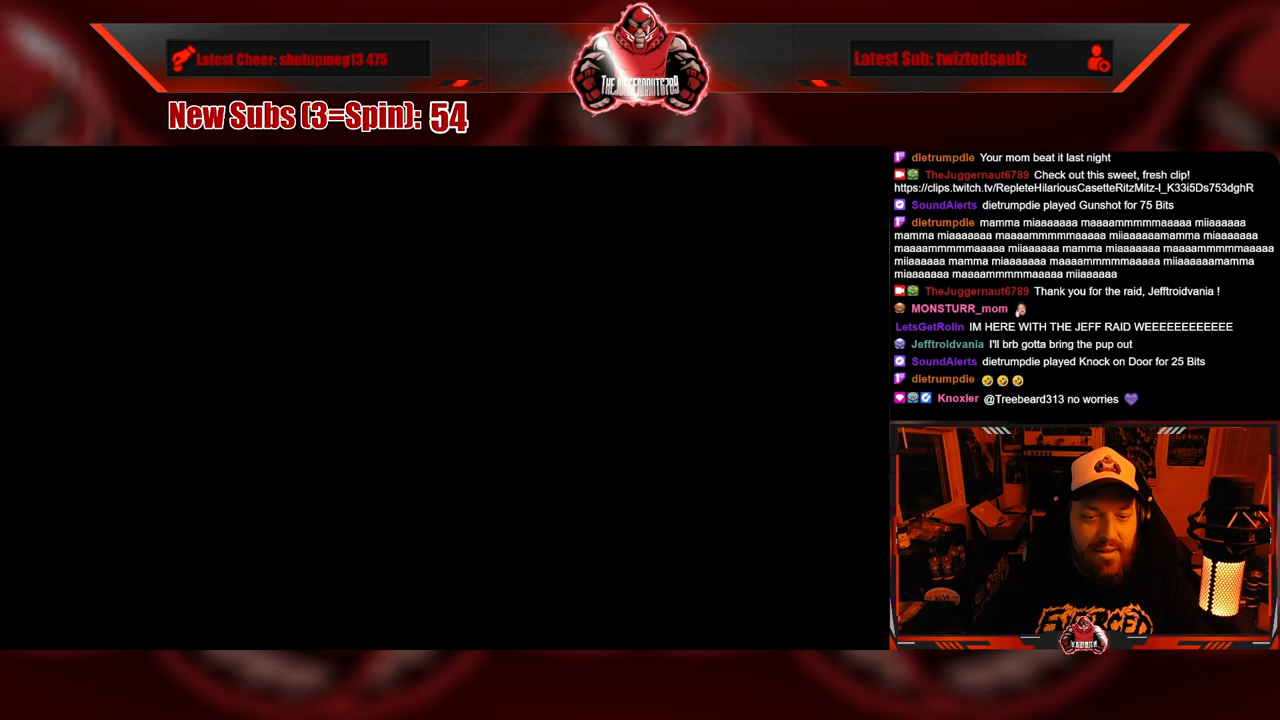 Latest Cheer: shutupmeg13 475
THEJUGGERNAUT6789
Latest Sub: twiztedsoulz
New Subs (3=Spin): 54
dietrumpdie Your mom beat it last night
TheJuggernaut6789 Check out this sweet, fresh clip!
https://clips.twitch.tv/RepleteHilariousCasetteRitzMitz-I_K33i5Ds753dghR
SoundAlerts dietrumpdie played Gunshot for 75 Bits
dietrumpdie mamma miaaaaaaa maaaammmmmaaaaa miiaaaaaa
mamma miaaaaaaa maaaammmmmaaaaa miiaaaaaamamma miaaaaaaa
maaaammmmmaaaaa miiaaaaaa mamma miaaaaaaa maaaammmmmaaaaa
miiaaaaaa mamma miaaaaaaa maaaammmmmaaaaa miiaaaaaamamma
miaaaaaaa maaaammmmmaaaaa miiaaaaaa
TheJuggernaut6789 Thank you for the raid, Jefftroidvania !
MONSTURR_mom
LetsGetRolln IM HERE WITH THE JEFF RAID WEEEEEEEEEEEE
Jefftroidvania I'll brb gotta bring the pup out
SoundAlerts dietrumpdie played Knock on Door for 25 Bits
dietrumpdie
Knoxler @Treebeard313 no worries